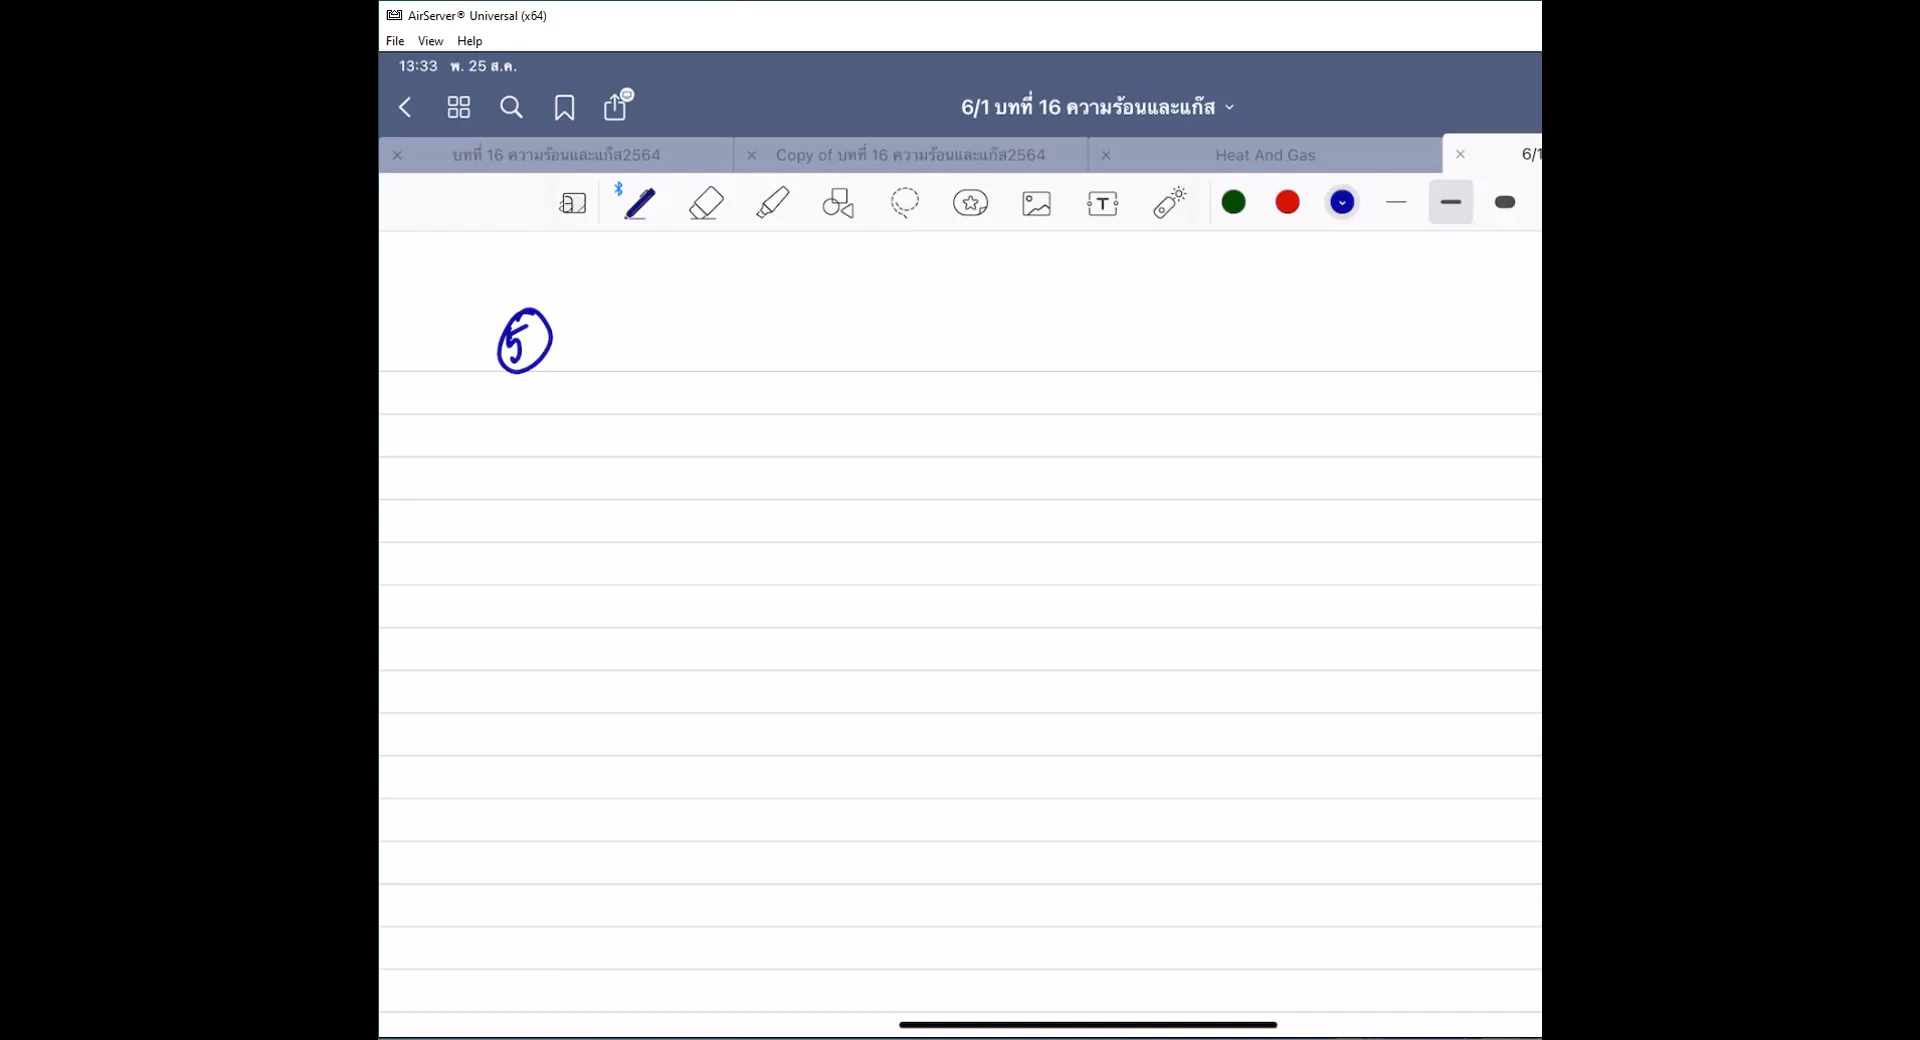 AirServer® Universal (x64)
File View Help
13:33 พ. 25 ส.ค.
6/1 บทที่ 16 ความร้อนและแก๊ส
บทที่ 16 ความร้อนและแก๊ส2564
Copy of บทที่ 16 ความร้อนและแก๊ส2564
Heat And Gas
6/1
T
5